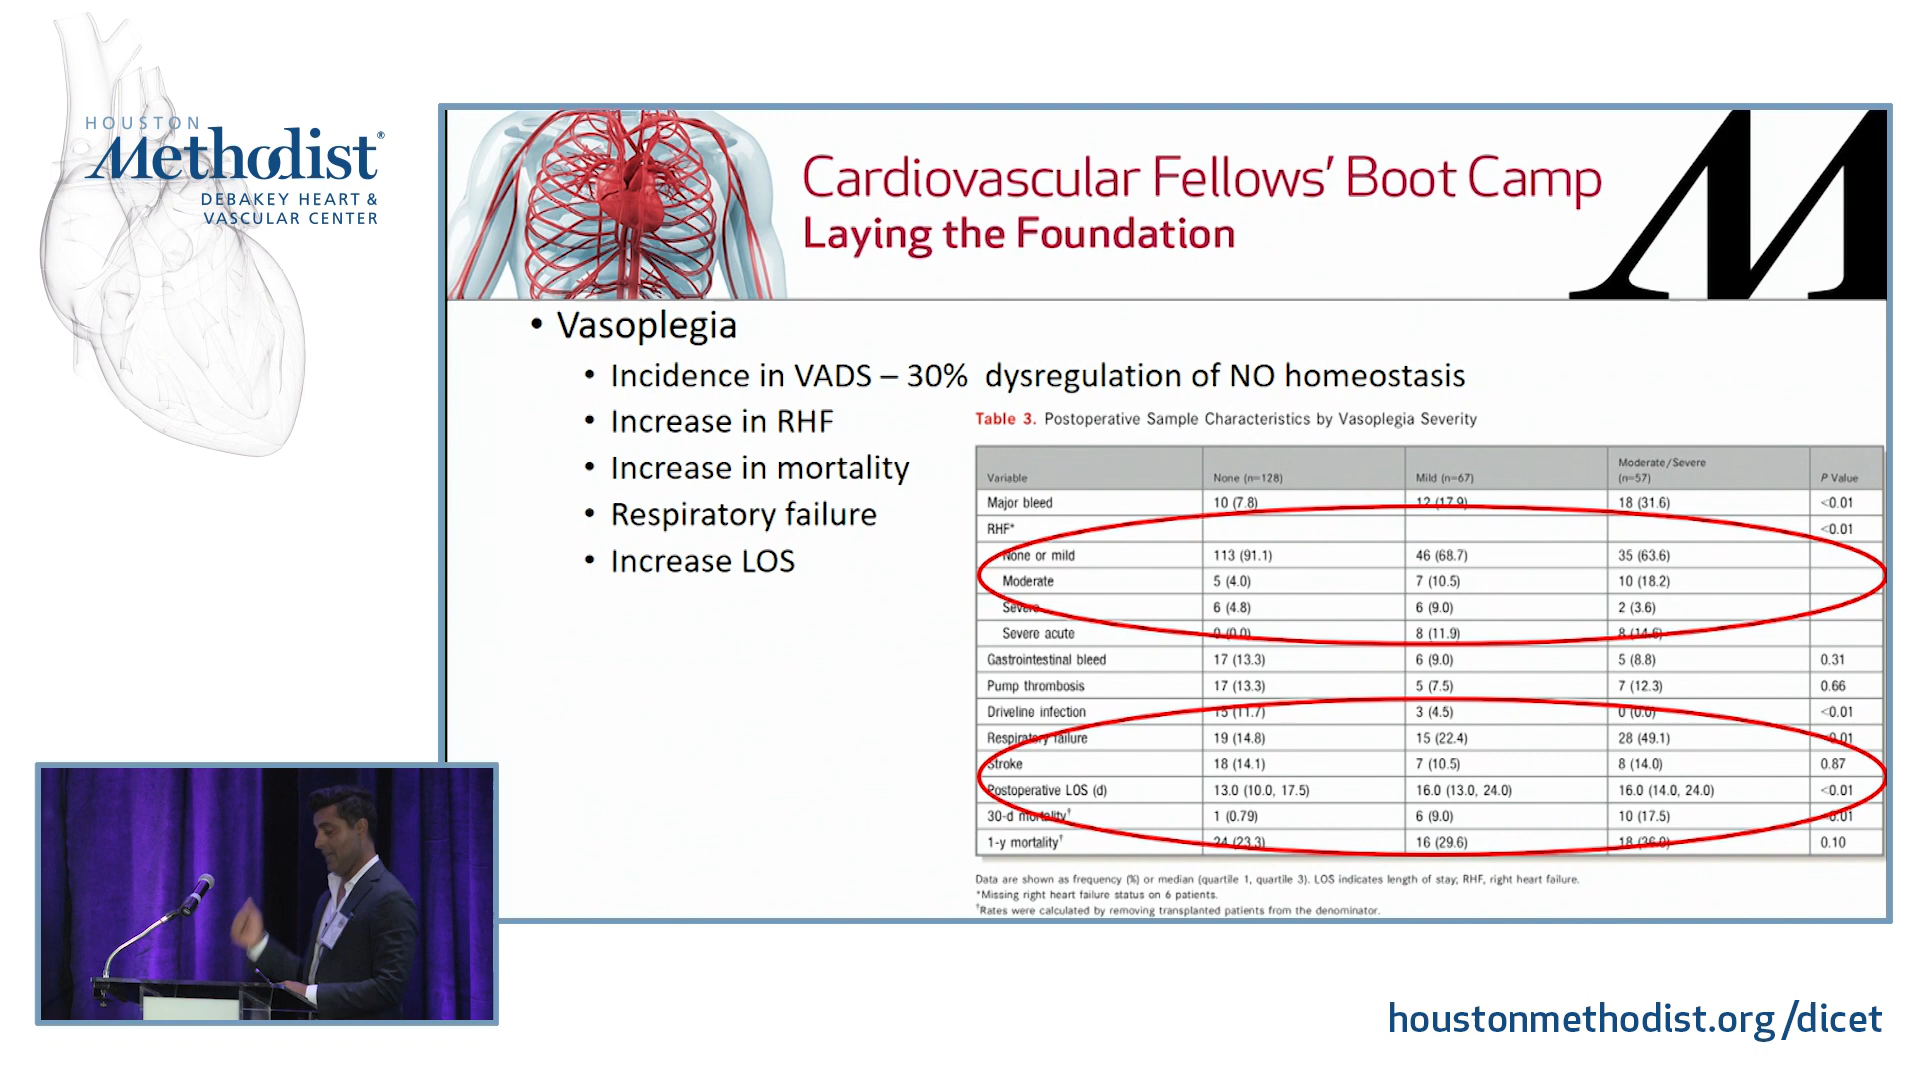 HOUSTON
Methodist®
DEBAKEY HEART &
VASCULAR CENTER
Cardiovascular Fellows' Boot Camp
Laying the Foundation
M
• Vasoplegia
• Incidence in VADS – 30% dysregulation of NO homeostasis
• Increase in RHF
• Increase in mortality
• Respiratory failure
• Increase LOS
Table 3. Postoperative Sample Characteristics by Vasoplegia Severity
Variable None (n=128) Mild (n=67) Moderate/Severe (n=57) P Value
Major bleed 10 (7.8) 12 (17.9) 18 (31.6) <0.01
RHF* <0.01
None or mild 113 (91.1) 46 (68.7) 35 (63.6)
Moderate 5 (4.0) 7 (10.5) 10 (18.2)
Severe 6 (4.8) 6 (9.0) 2 (3.6)
Severe acute 0 (0.0) 8 (11.9) 8 (14.6)
Gastrointestinal bleed 17 (13.3) 6 (9.0) 5 (8.8) 0.31
Pump thrombosis 17 (13.3) 5 (7.5) 7 (12.3) 0.66
Driveline infection 15 (11.7) 3 (4.5) 0 (0.0) <0.01
Respiratory failure 19 (14.8) 15 (22.4) 28 (49.1) <0.01
Stroke 18 (14.1) 7 (10.5) 8 (14.0) 0.87
Postoperative LOS (d) 13.0 (10.0, 17.5) 16.0 (13.0, 24.0) 16.0 (14.0, 24.0) <0.01
30-d mortality† 1 (0.79) 6 (9.0) 10 (17.5) <0.01
1-y mortality† 24 (23.3) 16 (29.6) 18 (36.0) 0.10
Data are shown as frequency (%) or median (quartile 1, quartile 3). LOS indicates length of stay; RHF, right heart failure.
*Missing right heart failure status on 6 patients.
†Rates were calculated by removing transplanted patients from the denominator.
houstonmethodist.org/dicet